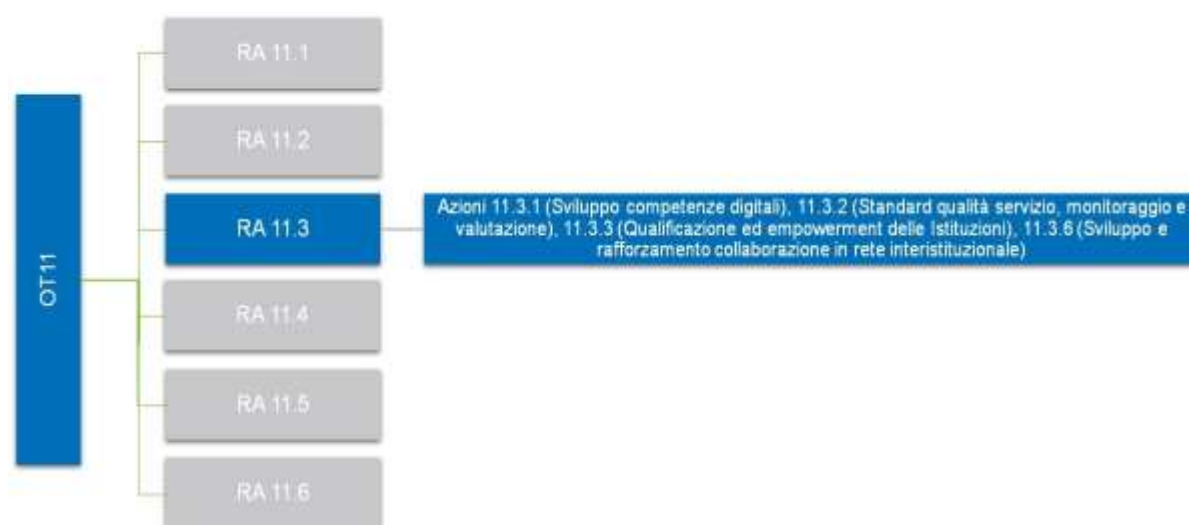 OT11
RA 11.1
RA 11.2
RA 11.3
Azioni 11.3.1 (Sviluppo competenze digitali), 11.3.2 (Standard qualità servizio, monitoraggio e
valutazione), 11.3.3 (Qualificazione ed empowerment delle Istituzioni), 11.3.6 (Sviluppo e
rafforzamento collaborazione in rete interistituzionale)
RA 11.4
RA 11.5
RA 11.6